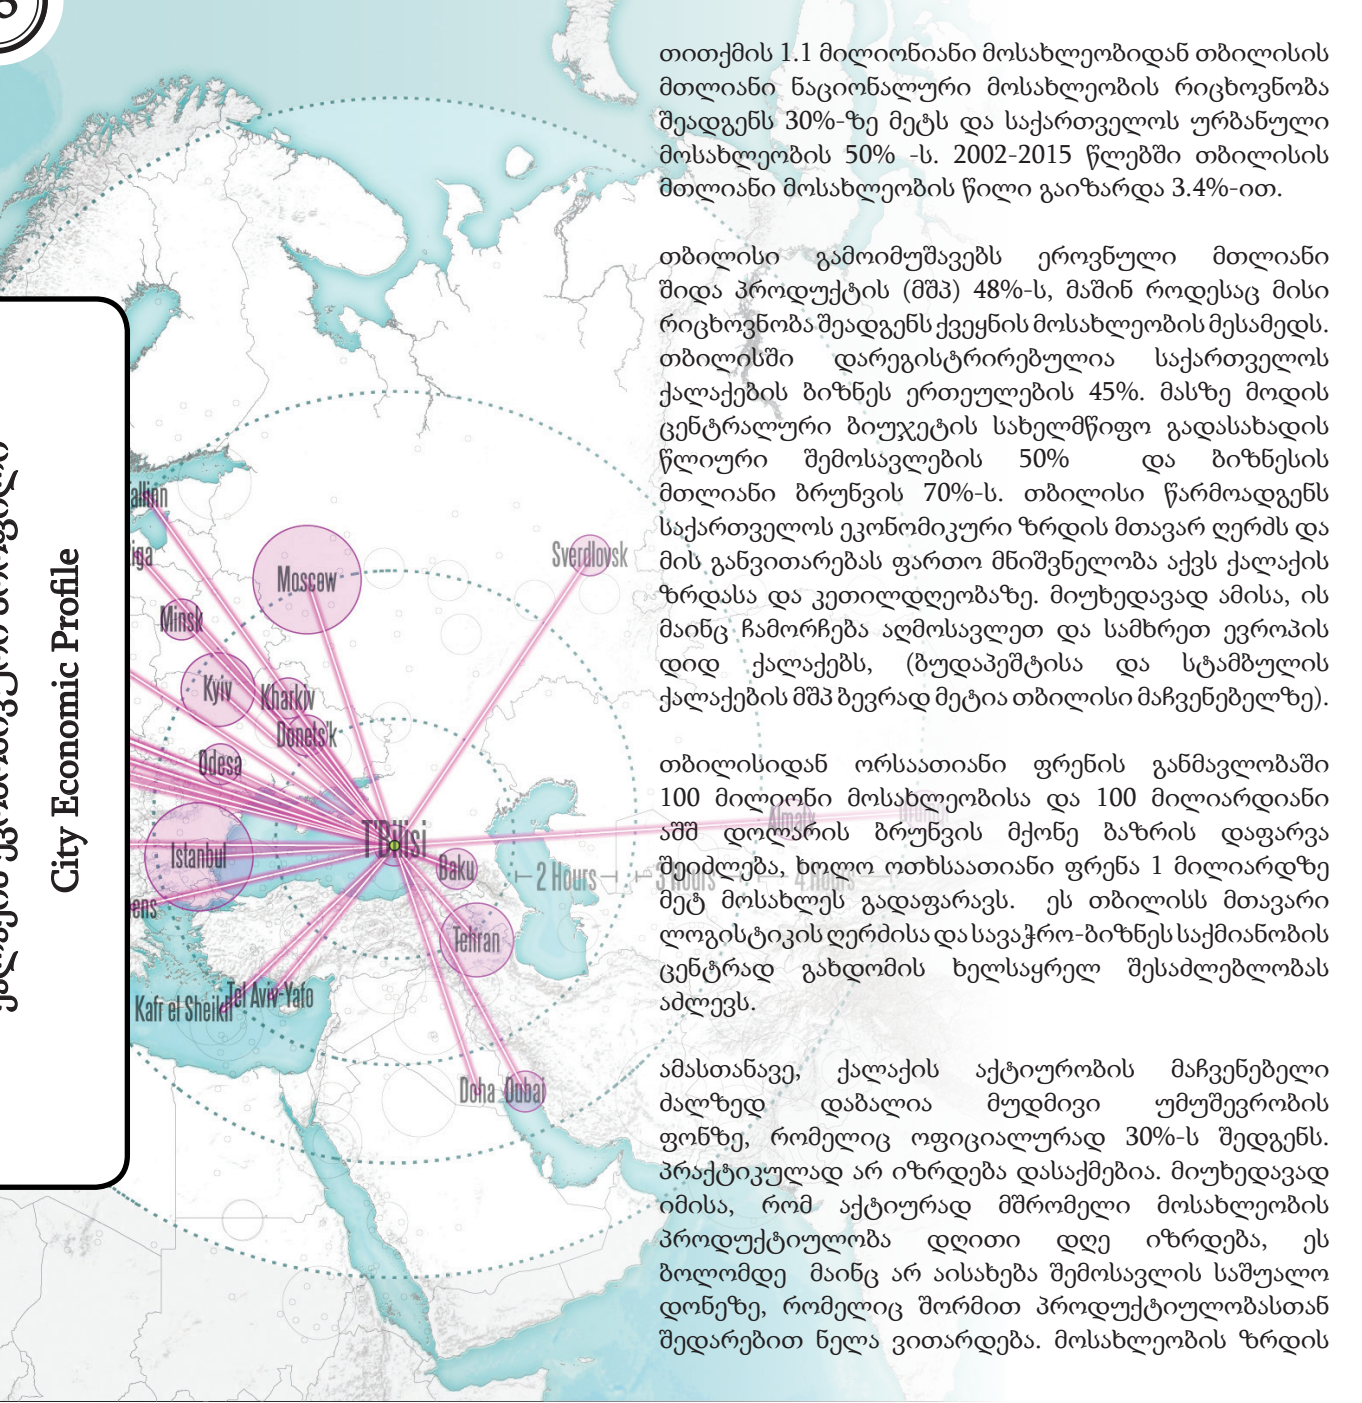 City Economic Profile
Moscow
Sverdlovsk
Minsk
Kyiv
Kharkiv
Donets'k
Odesa
T'Bilisi
Istanbul
Baku
2 Hours
3 Hours
4 Hours
Almaty
Tehran
Kafr el Sheikh
Tel Aviv-Yafo
Doha
Dubai
თითქმის 1.1 მილიონიანი მოსახლეობიდან თბილისის
მთლიანი ნაციონალური მოსახლეობის რიცხოვნობა
შეადგენს 30%-ზე მეტს და საქართველოს ურბანული
მოსახლეობის 50% -ს. 2002-2015 წლებში თბილისის
მთლიანი მოსახლეობის წილი გაიზარდა 3.4%-ით.
თბილისი გამოიმუშავებს ეროვნული მთლიანი
შიდა პროდუქტის (მშპ) 48%-ს, მაშინ როდესაც მისი
რიცხოვნობა შეადგენს ქვეყნის მოსახლეობის მესამედს.
თბილისში დარეგისტრირებულია საქართველოს
ქალაქების ბიზნეს ერთეულების 45%. მასზე მოდის
ცენტრალური ბიუჯეტის სახელმწიფო გადასახადის
წლიური შემოსავლების 50% და ბიზნესის
მთლიანი ბრუნვის 70%-ს. თბილისი წარმოადგენს
საქართველოს ეკონომიკური ზრდის მთავარ ღერძს და
მის განვითარებას ფართო მნიშვნელობა აქვს ქალაქის
ზრდასა და კეთილდღეობაზე. მიუხედავად ამისა, ის
მაინც ჩამორჩება აღმოსავლეთ და სამხრეთ ევროპის
დიდ ქალაქებს, (ბუდაპეშტისა და სტამბულის
ქალაქების მშპ ბევრად მეტია თბილისი მაჩვენებელზე).
თბილისიდან ორსაათიანი ფრენის განმავლობაში
100 მილიონი მოსახლეობისა და 100 მილიარდიანი
აშშ დოლარის ბრუნვის მქონე ბაზრის დაფარვა
შეიძლება, ხოლო ოთხსაათიანი ფრენა 1 მილიარდზე
მეტ მოსახლეს გადაფარავს. ეს თბილისს მთავარი
ლოგისტიკის ღერძისა და სავაჭრო-ბიზნეს საქმიანობის
ცენტრად გახდომის ხელსაყრელ შესაძლებლობას
აძლევს.
ამასთანავე, ქალაქის აქტიურობის მაჩვენებელი
ძალზედ დაბალია მუდმივი უმუშევრობის
ფონზე, რომელიც ოფიციალურად 30%-ს შედგენს.
პრაქტიკულად არ იზრდება დასაქმებია. მიუხედავად
იმისა, რომ აქტიურად მშრომელი მოსახლეობის
პროდუქტიულობა დღითი დღე იზრდება, ეს
ბოლომდე მაინც არ აისახება შემოსავლის საშუალო
დონეზე, რომელიც შორმით პროდუქტიულობასთან
შედარებით ნელა ვითარდება. მოსახლეობის ზრდის